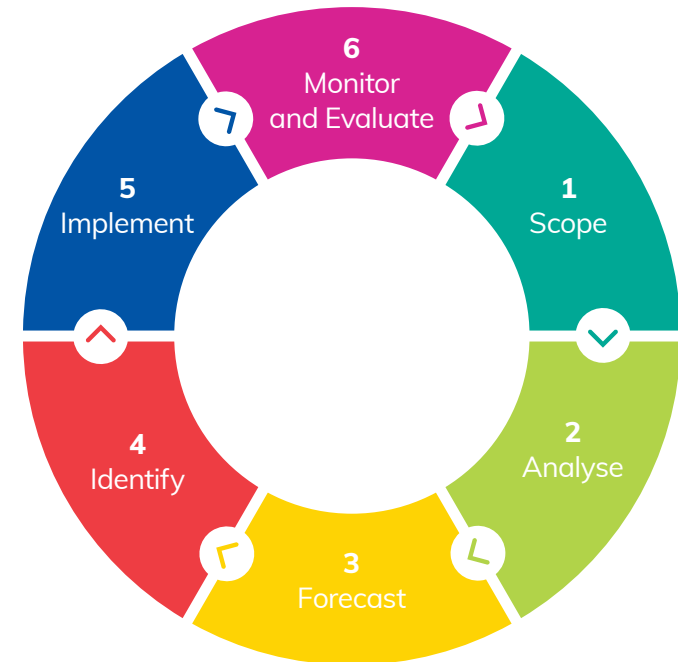 6
Monitor
and Evaluate
1
Scope
2
Analyse
3
Forecast
4
Identify
5
Implement